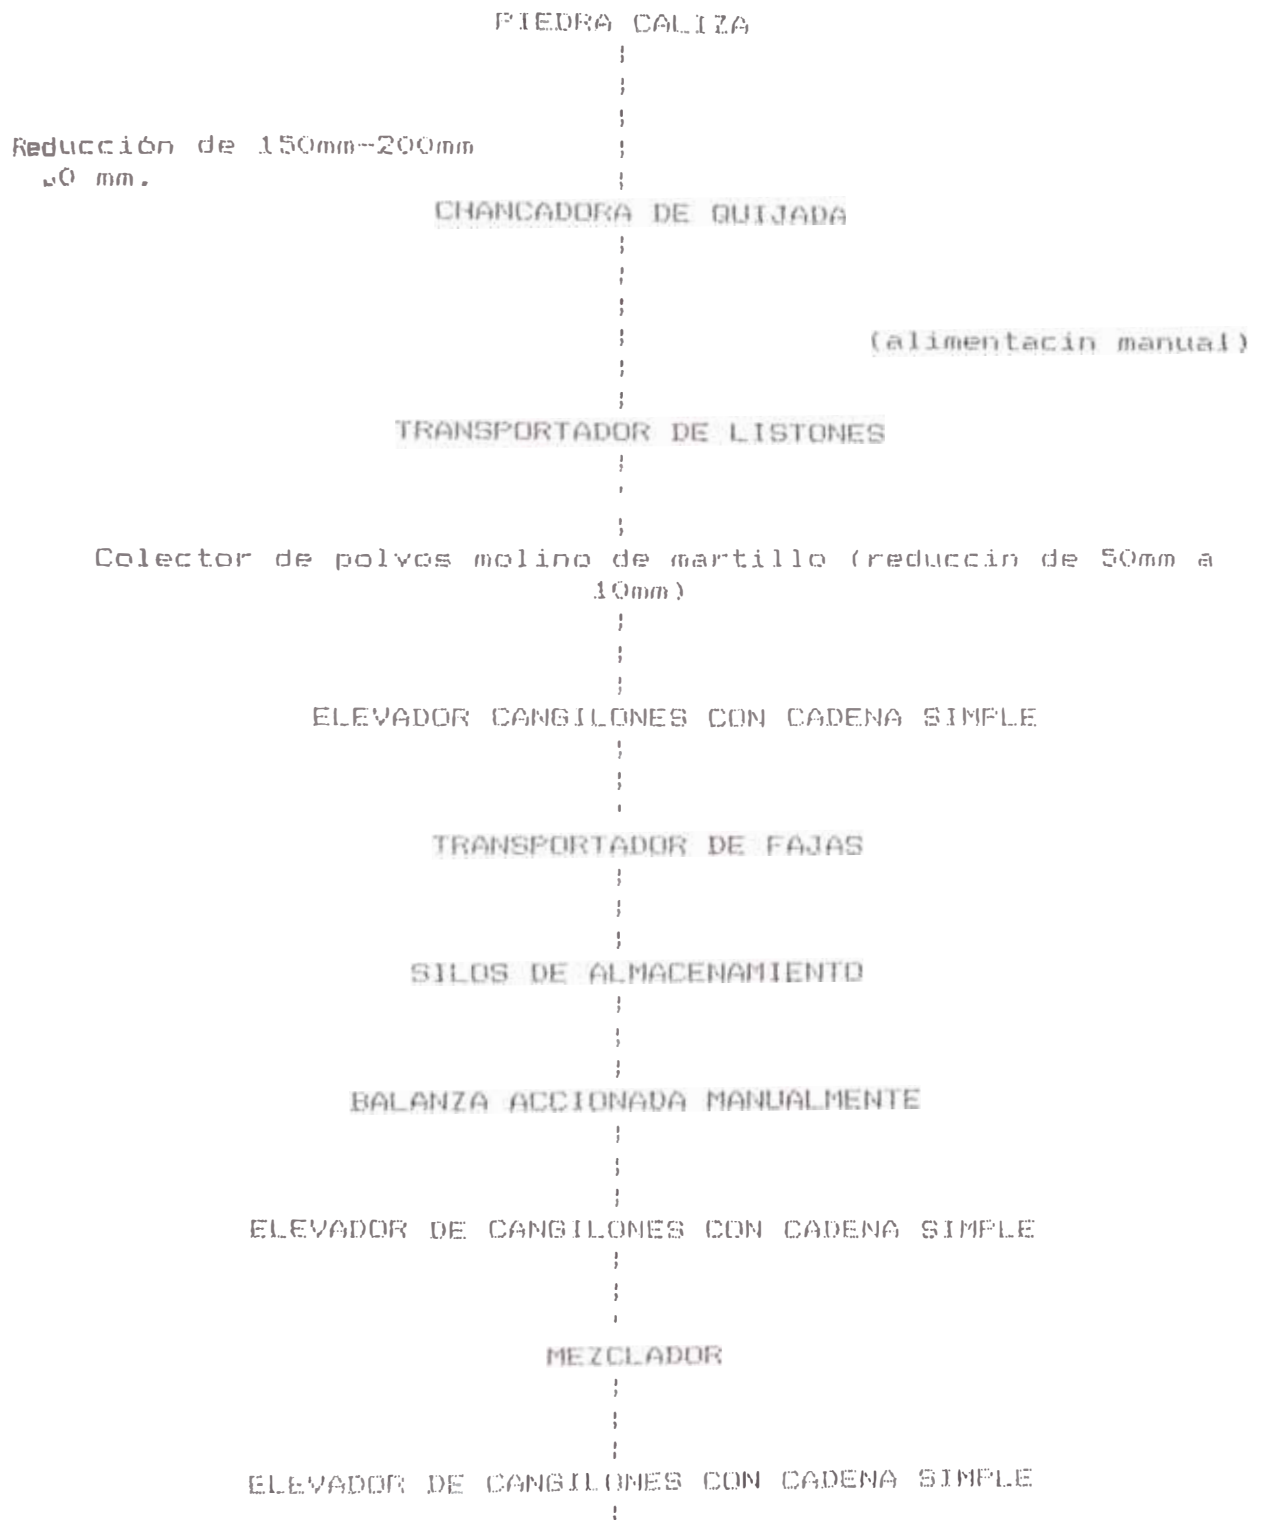 PIEDRA CALIZA
Reducción de 150mm-200mm
0 mm.
CHANCADORA DE QUIJADA
(alimentacin manual)
TRANSPORTADOR DE LISTONES
Colector de polvos molino de martillo (reduccin de 50mm a
10mm)
ELEVADOR CANGILONES CON CADENA SIMPLE
TRANSPORTADOR DE FAJAS
SILOS DE ALMACENAMIENTO
BALANZA ACCIONADA MANUALMENTE
ELEVADOR DE CANGILONES CON CADENA SIMPLE
MEZCLADOR
ELEVADOR DE CANGILONES CON CADENA SIMPLE